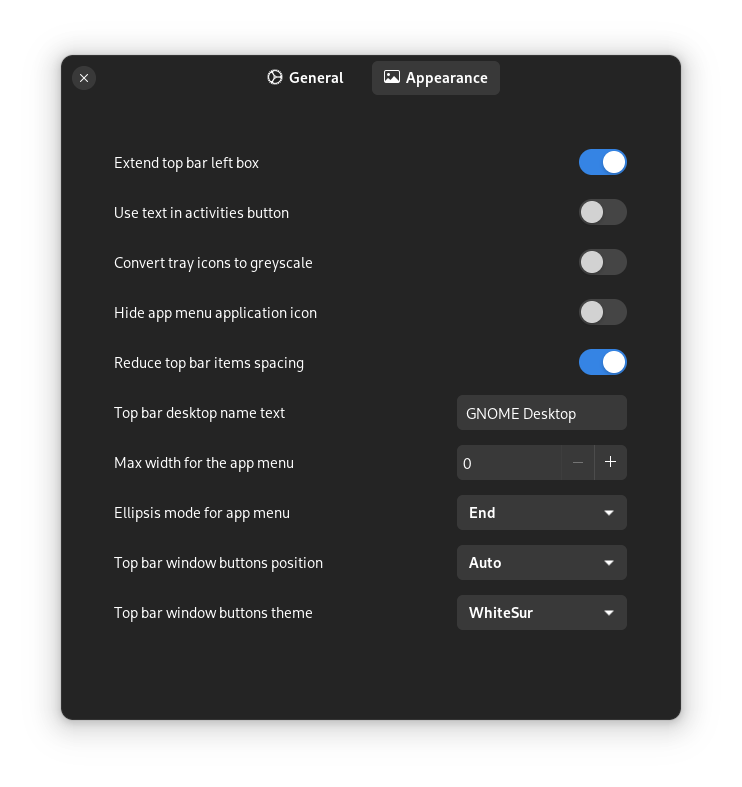 General
Appearance
Extend top bar left box
Use text in activities button
Convert tray icons to greyscale
Hide app menu application icon
Reduce top bar items spacing
Top bar desktop name text
GNOME Desktop
Max width for the app menu
0
Ellipsis mode for app menu
End
Top bar window buttons position
Auto
Top bar window buttons theme
WhiteSur